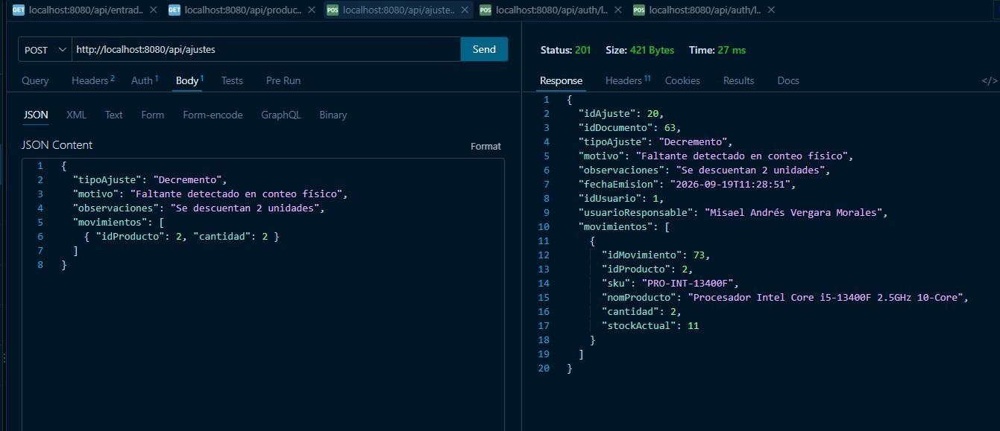 GET localhost:8080/api/entrad.. ×
GET localhost:8080/api/produc.. ×
POS localhost:8080/api/ajuste.. ×
POS localhost:8080/api/auth/l.. ×
POS localhost:8080/api/auth/l.. ×
POST http://localhost:8080/api/ajustes Send
Query Headers 2 Auth 1 Body 1 Tests Pre Run
JSON XML Text Form Form-encode GraphQL Binary
JSON Content Format
1 {
2 "tipoAjuste": "Decremento",
3 "motivo": "Faltante detectado en conteo físico",
4 "observaciones": "Se descuentan 2 unidades",
5 "movimientos": [
6 { "idProducto": 2, "cantidad": 2 }
7 ]
8 }
Status: 201 Size: 421 Bytes Time: 27 ms
Response Headers 11 Cookies Results Docs </>
1 {
2 "idAjuste": 20,
3 "idDocumento": 63,
4 "tipoAjuste": "Decremento",
5 "motivo": "Faltante detectado en conteo físico",
6 "observaciones": "Se descuentan 2 unidades",
7 "fechaEmision": "2026-09-19T11:28:51",
8 "idUsuario": 1,
9 "usuarioResponsable": "Misael Andrés Vergara Morales",
10 "movimientos": [
11 {
12 "idMovimiento": 73,
13 "idProducto": 2,
14 "sku": "PRO-INT-13400F",
15 "nomProducto": "Procesador Intel Core i5-13400F 2.5GHz 10-Core",
16 "cantidad": 2,
17 "stockActual": 11
18 }
19 ]
20 }